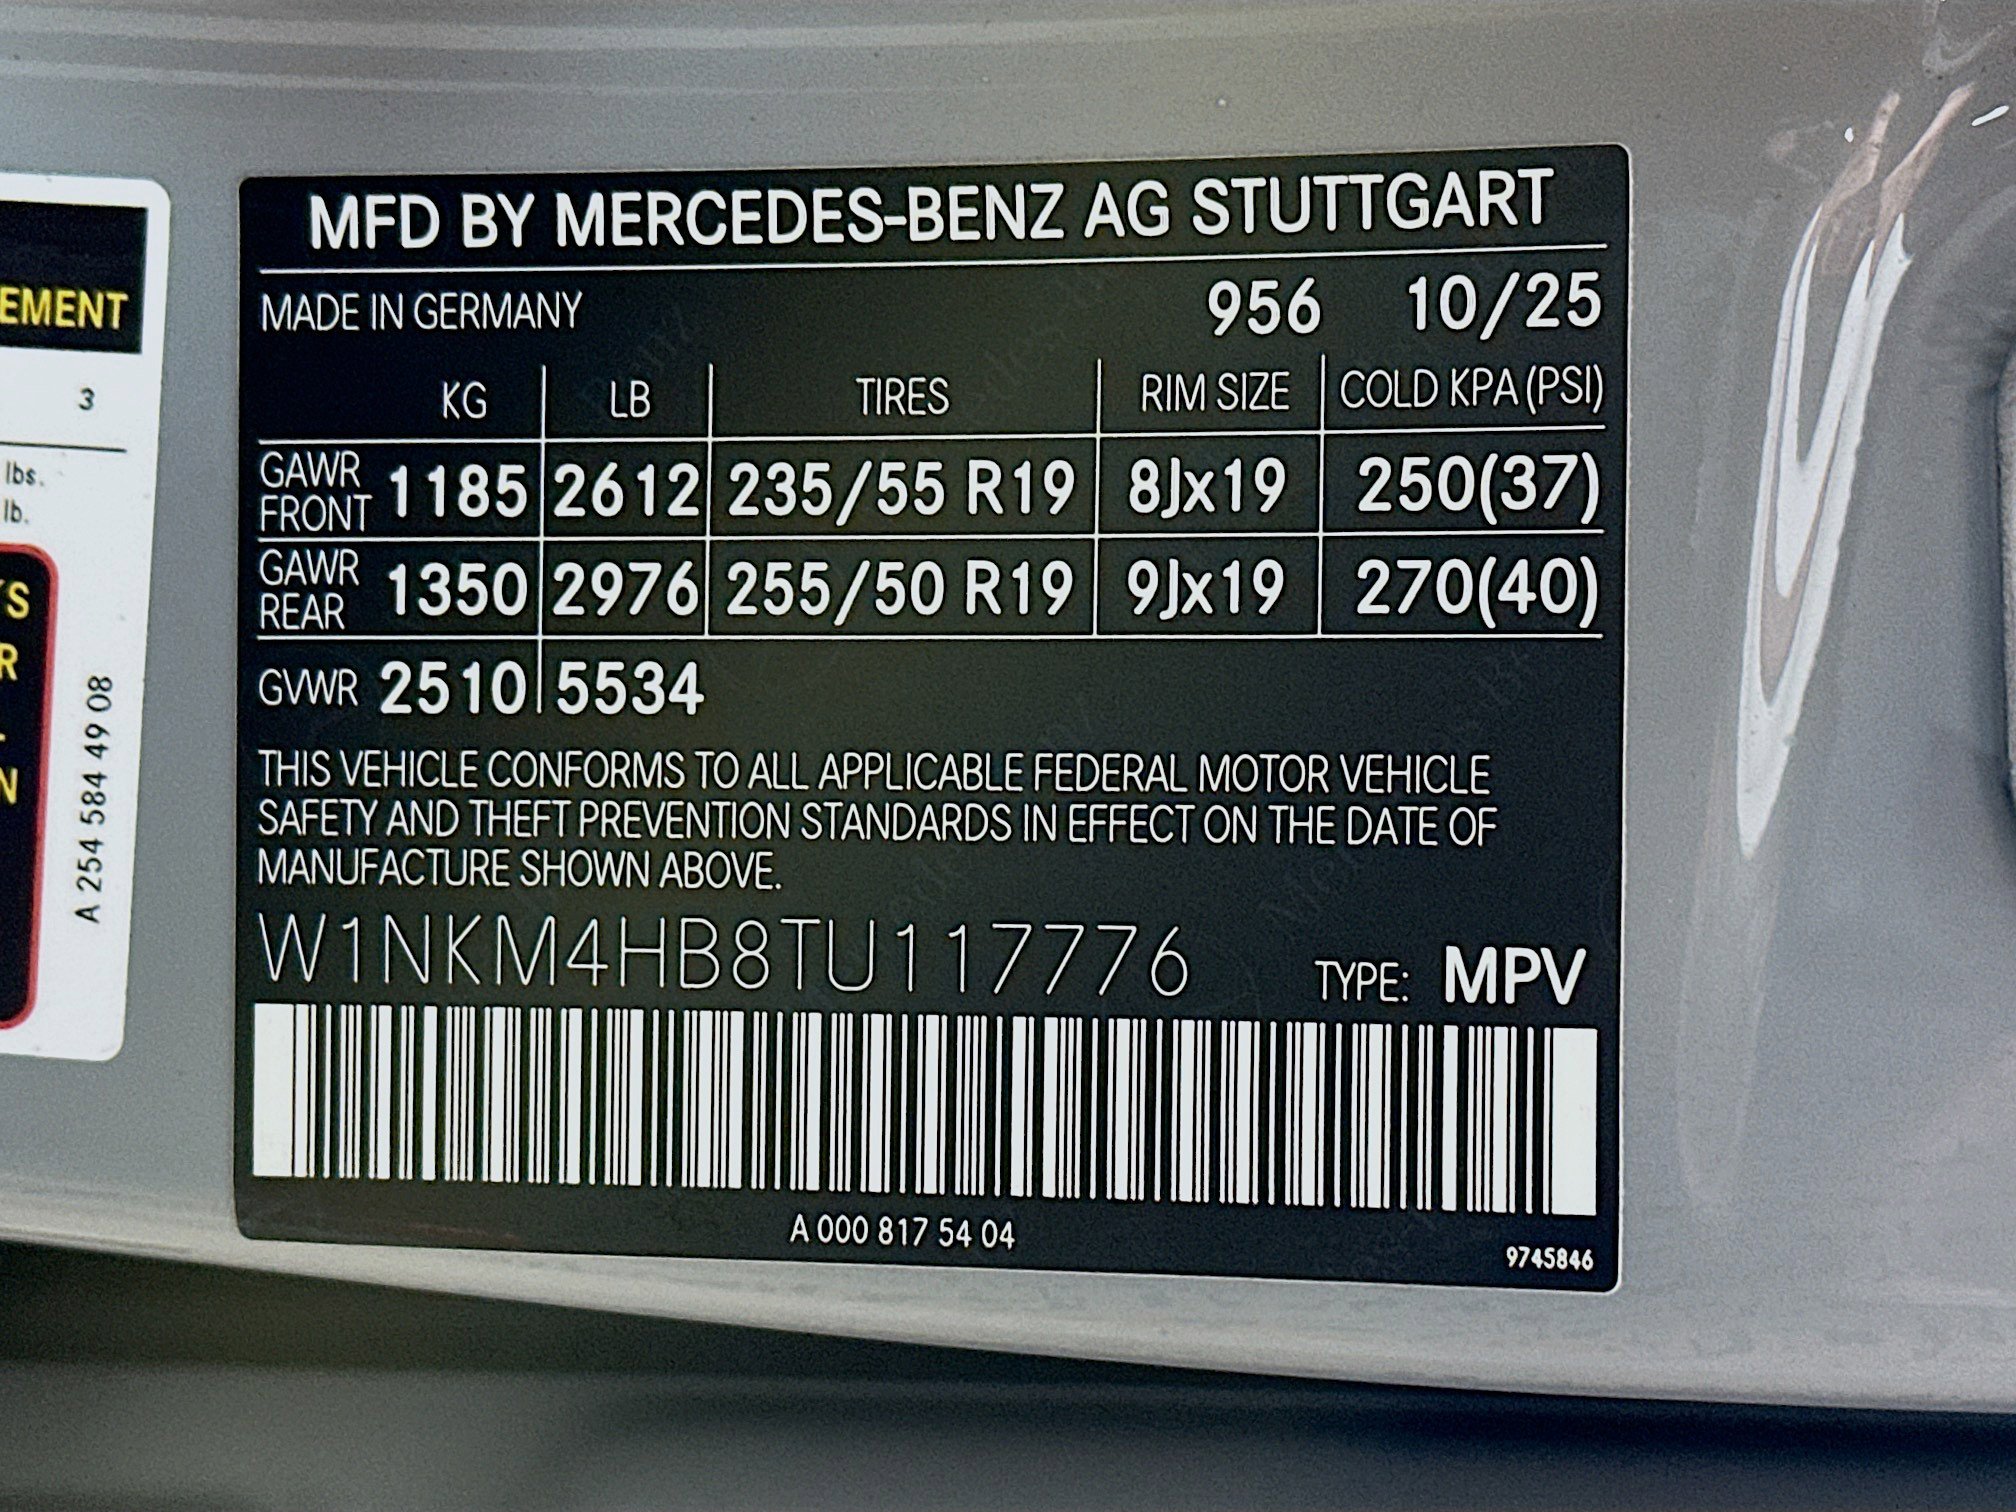 EMENT
3
lbs.
lb.
'S
R
N
A 254 584 49 08
MFD BY MERCEDES-BENZ AG STUTTGART
MADE IN GERMANY 956 10/25
KG LB TIRES RIM SIZE COLD KPA (PSI)
GAWR FRONT 1185 2612 235/55 R19 8Jx19 250(37)
GAWR REAR 1350 2976 255/50 R19 9Jx19 270(40)
GVWR 2510 5534
THIS VEHICLE CONFORMS TO ALL APPLICABLE FEDERAL MOTOR VEHICLE
SAFETY AND THEFT PREVENTION STANDARDS IN EFFECT ON THE DATE OF
MANUFACTURE SHOWN ABOVE.
W1NKM4HB8TU117776 TYPE: MPV
A 000 817 54 04
9745846